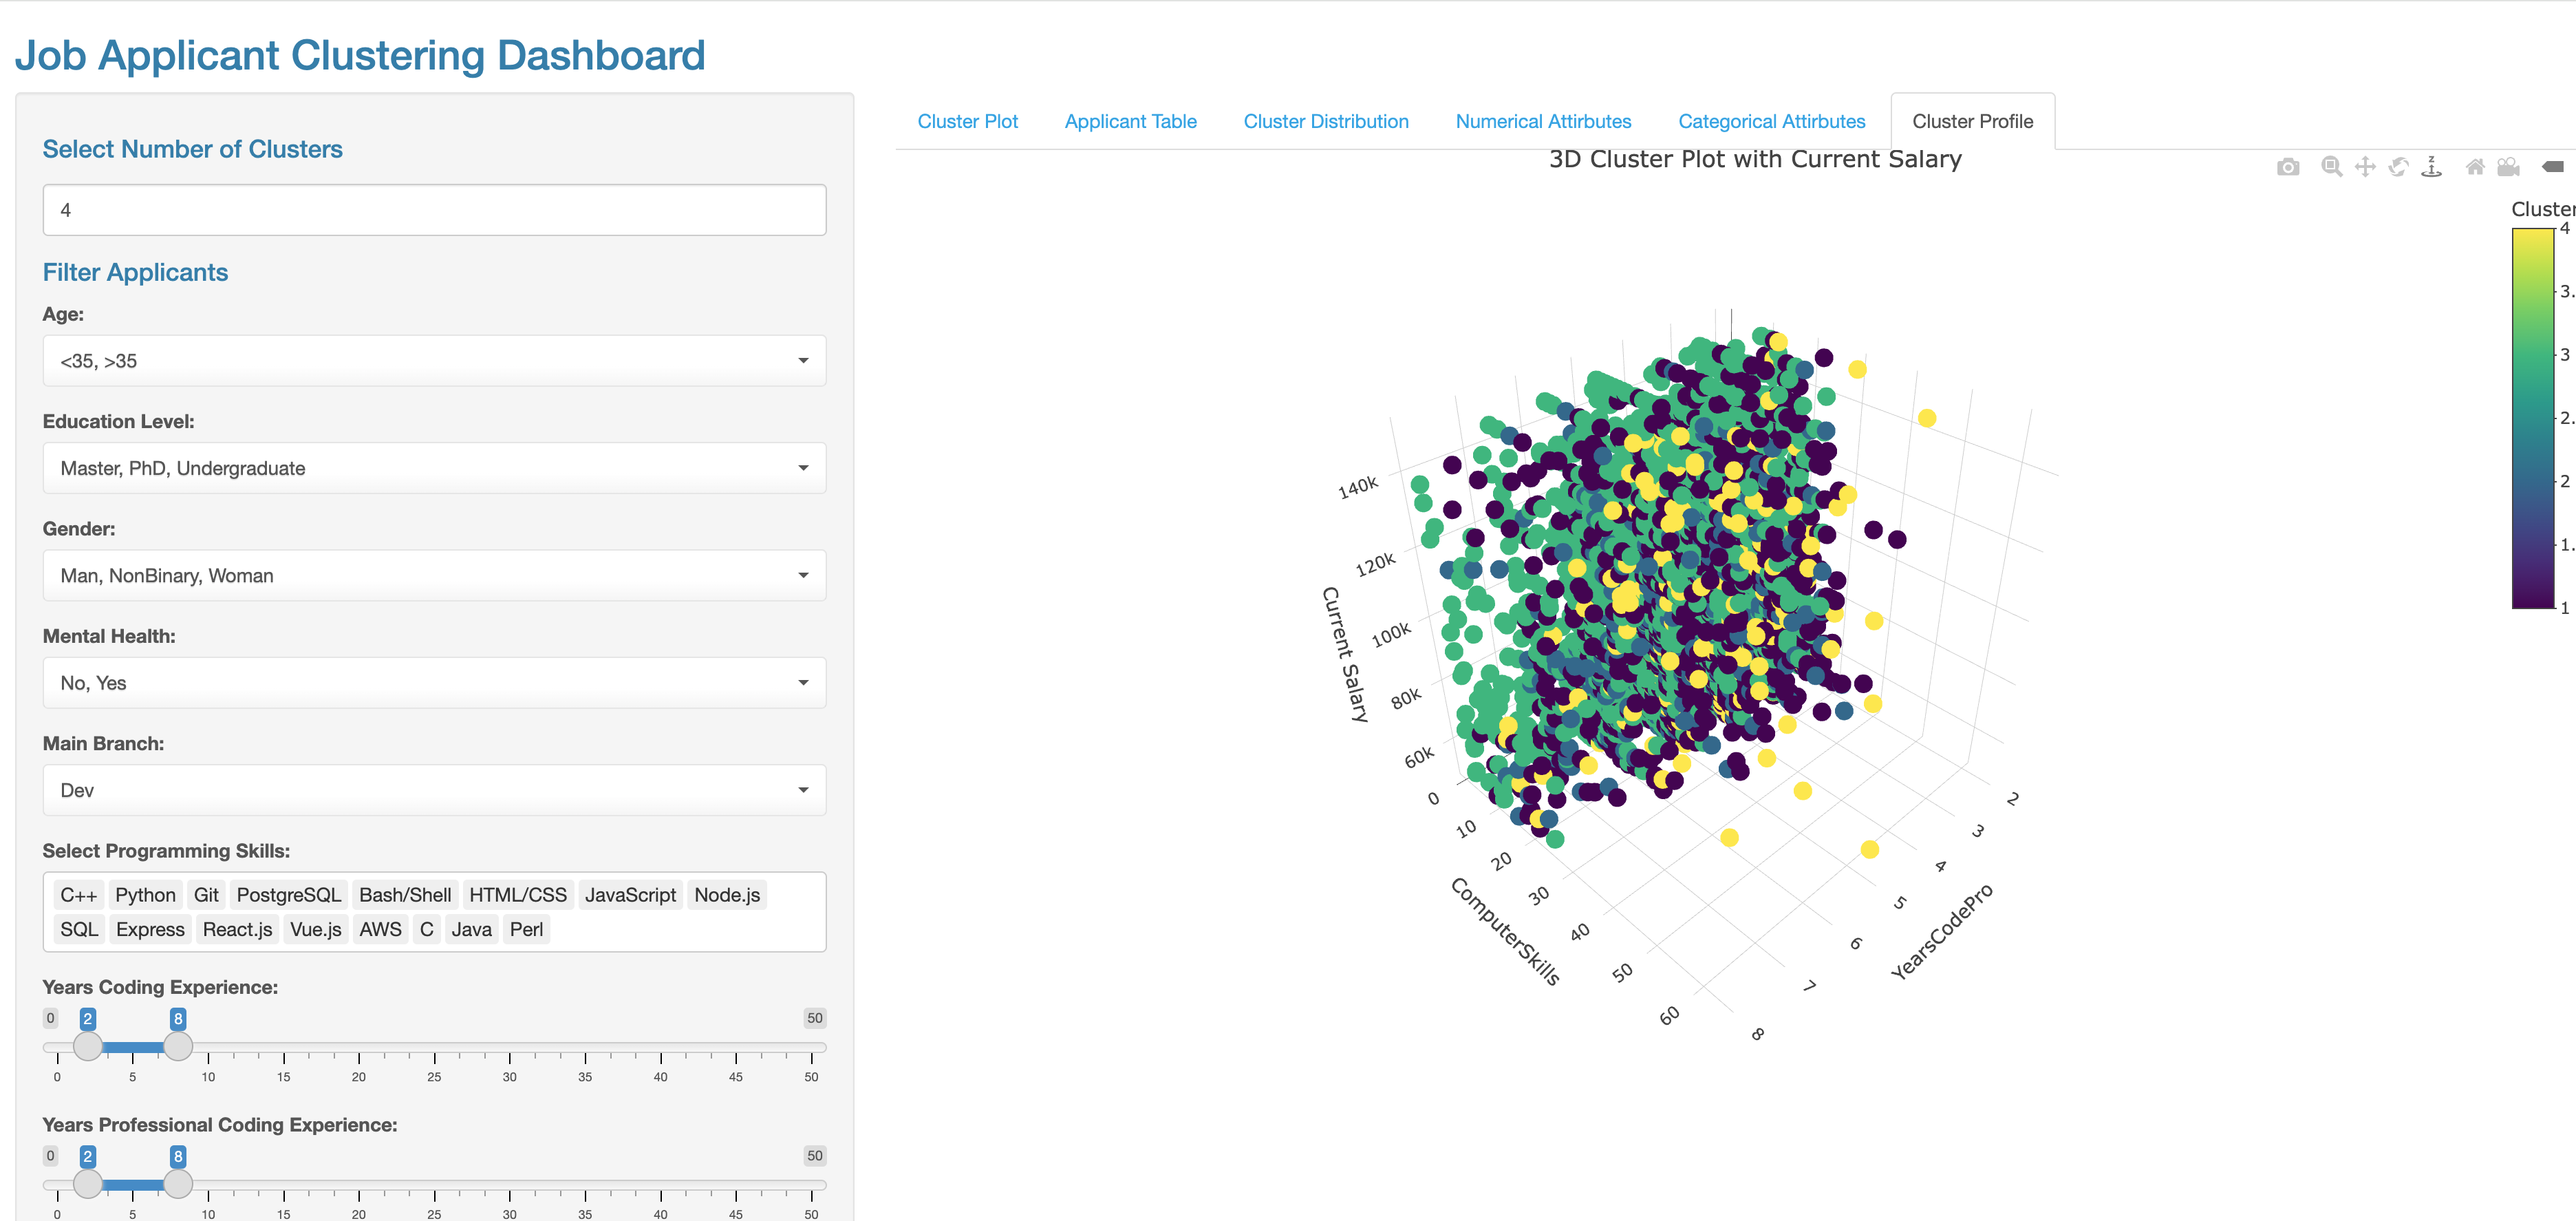 Job Applicant Clustering Dashboard
Select Number of Clusters
4
Filter Applicants
Age:
<35, >35
Education Level:
Master, PhD, Undergraduate
Gender:
Man, NonBinary, Woman
Mental Health:
No, Yes
Main Branch:
Dev
Select Programming Skills:
C++ Python Git PostgreSQL Bash/Shell HTML/CSS JavaScript Node.js
SQL Express React.js Vue.js AWS C Java Perl
Years Coding Experience:
0 2 8 50
0 5 10 15 20 25 30 35 40 45 50
Years Professional Coding Experience:
0 2 8 50
0 5 10 15 20 25 30 35 40 45 50
Cluster Plot Applicant Table Cluster Distribution Numerical Attirbutes Categorical Attirbutes Cluster Profile
3D Cluster Plot with Current Salary
z
Cluster
4
3.
3
2.
2
1.
1
Current Salary
140k
120k
100k
80k
60k
ComputerSkills
0
10
20
30
40
50
60
YearsCodePro
2
3
4
5
6
7
8